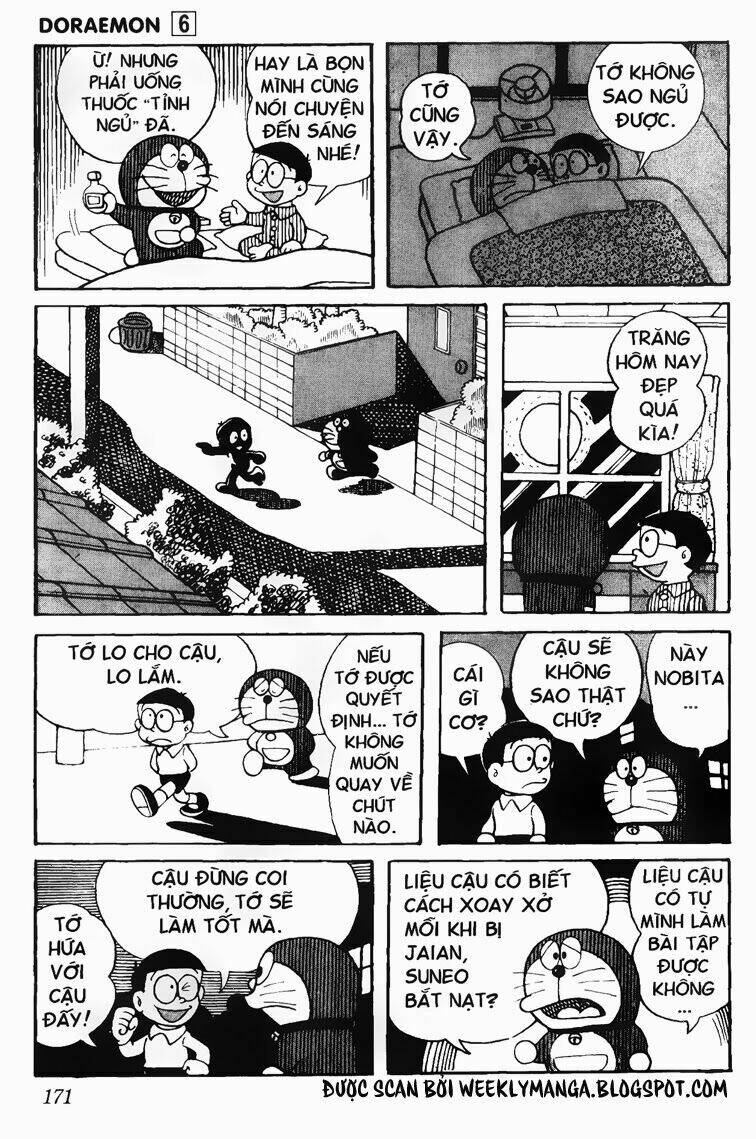 DORAEMON 6
TỚ KHÔNG
SAO NGỦ
ĐƯỢC.
TỚ
CŨNG
VẬY.
HAY LÀ BỌN
MÌNH CÙNG
NÓI CHUYỆN
ĐẾN SÁNG
NHÉ!
Ừ! NHƯNG
PHẢI UỐNG
THUỐC "TỈNH
NGỦ" ĐÃ.
TRĂNG
HÔM NAY
ĐẸP
QUÁ
KÌA!
NÀY
NOBITA
...
CẬU SẼ
KHÔNG
SAO THẬT
CHỨ?
CÁI
GÌ
CƠ?
NẾU
TỚ ĐƯỢC
QUYẾT
ĐỊNH... TỚ
KHÔNG
MUỐN
QUAY VỀ
CHÚT
NÀO.
TỚ LO CHO CẬU,
LO LẮM.
LIỆU CẬU
CÓ TỰ
MÌNH LÀM
BÀI TẬP
ĐƯỢC
KHÔNG
...
LIỆU CẬU CÓ BIẾT
CÁCH XOAY XỞ
MỖI KHI BỊ
JAIAN,
SUNEO
BẮT NẠT?
CẬU ĐỪNG COI
THƯỜNG, TỚ SẼ
LÀM TỐT MÀ.
TỚ
HỨA
VỚI
CẬU
ĐẤY!
171
ĐƯỢC SCAN BỞI WEEKLYMANGA.BLOGSPOT.COM